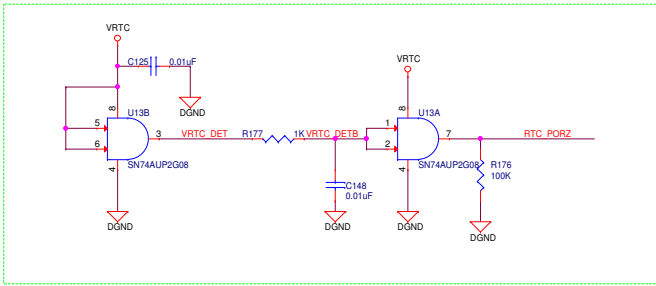 VRTC
C125 0.01uF
VRTC
DGND
8 U13B
8 U13A
5
6
3 VRTC_DET R177 1K VRTC_DETB
1
2
7 RTC_PORZ
SN74AUP2G08
SN74AUP2G08
R176
100K
4
4
C148
0.01uF
DGND
DGND
DGND
DGND